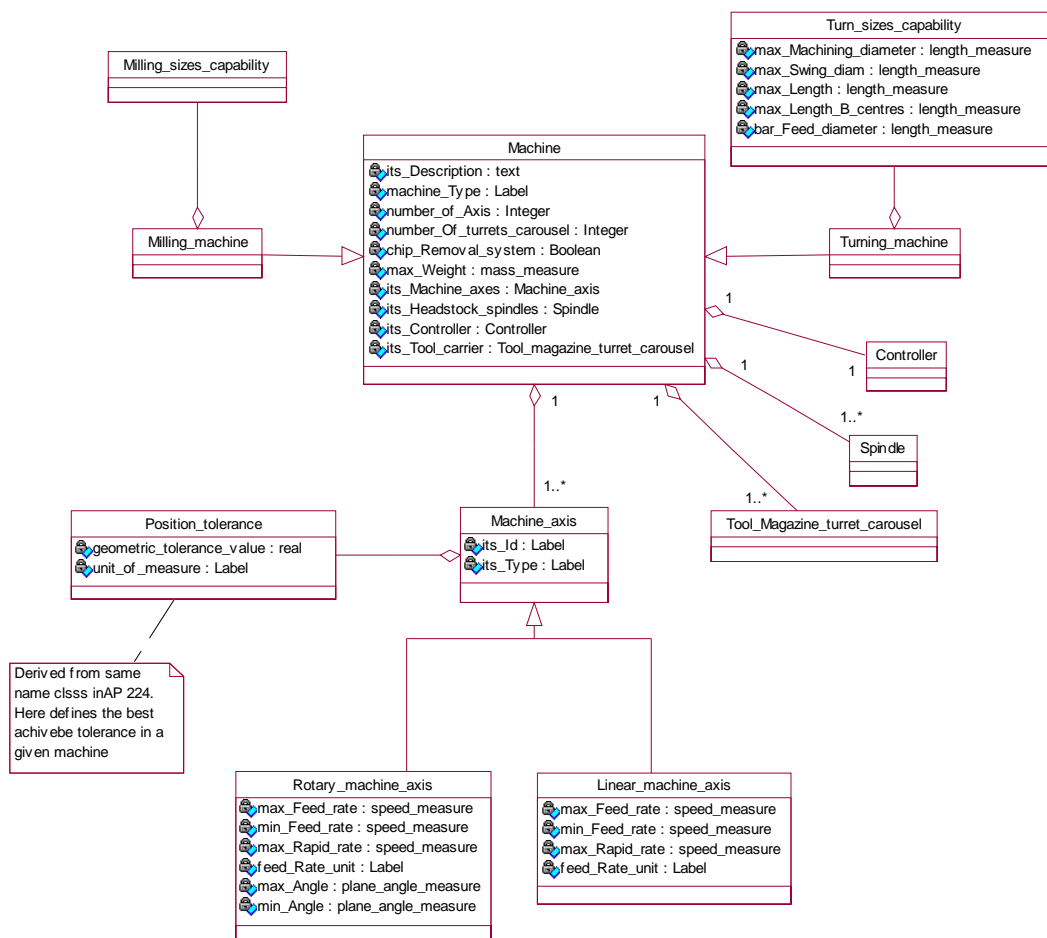 Turn_sizes_capability
max_Machining_diameter : length_measure
max_Swing_diam : length_measure
max_Length : length_measure
max_Length_B_centres : length_measure
bar_Feed_diameter : length_measure
Milling_sizes_capability
Machine
its_Description : text
machine_Type : Label
number_of_Axis : Integer
number_Of_turrets_carousel : Integer
chip_Removal_system : Boolean
max_Weight : mass_measure
its_Machine_axes : Machine_axis
its_Headstock_spindles : Spindle
its_Controller : Controller
its_Tool_carrier : Tool_magazine_turret_carousel
Milling_machine
Turning_machine
1
Controller
1
1
Spindle
1..*
1
1
Tool_Magazine_turret_carousel
1..*
1..*
Machine_axis
its_Id : Label
its_Type : Label
Position_tolerance
geometric_tolerance_value : real
unit_of_measure : Label
Derived from same
name clsss inAP 224.
Here defines the best
achivebe tolerance in a
given machine
Rotary_machine_axis
max_Feed_rate : speed_measure
min_Feed_rate : speed_measure
max_Rapid_rate : speed_measure
feed_Rate_unit : Label
max_Angle : plane_angle_measure
min_Angle : plane_angle_measure
Linear_machine_axis
max_Feed_rate : speed_measure
min_Feed_rate : speed_measure
max_Rapid_rate : speed_measure
feed_Rate_unit : Label